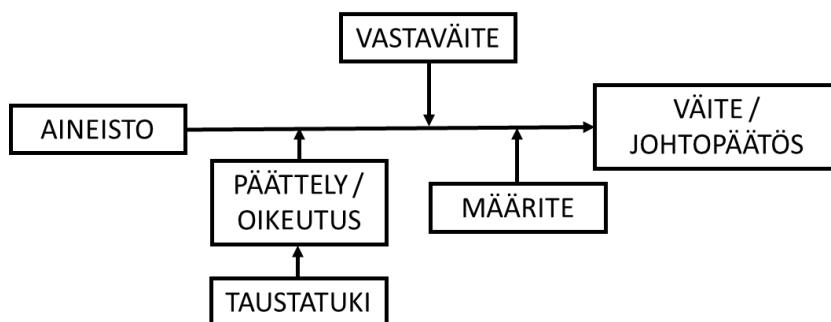 VASTAVÄITE
AINEISTO
VÄITE /
JOHTOPÄÄTÖS
PÄÄTTELY /
OIKEUTUS
MÄÄRITE
TAUSTATUKI